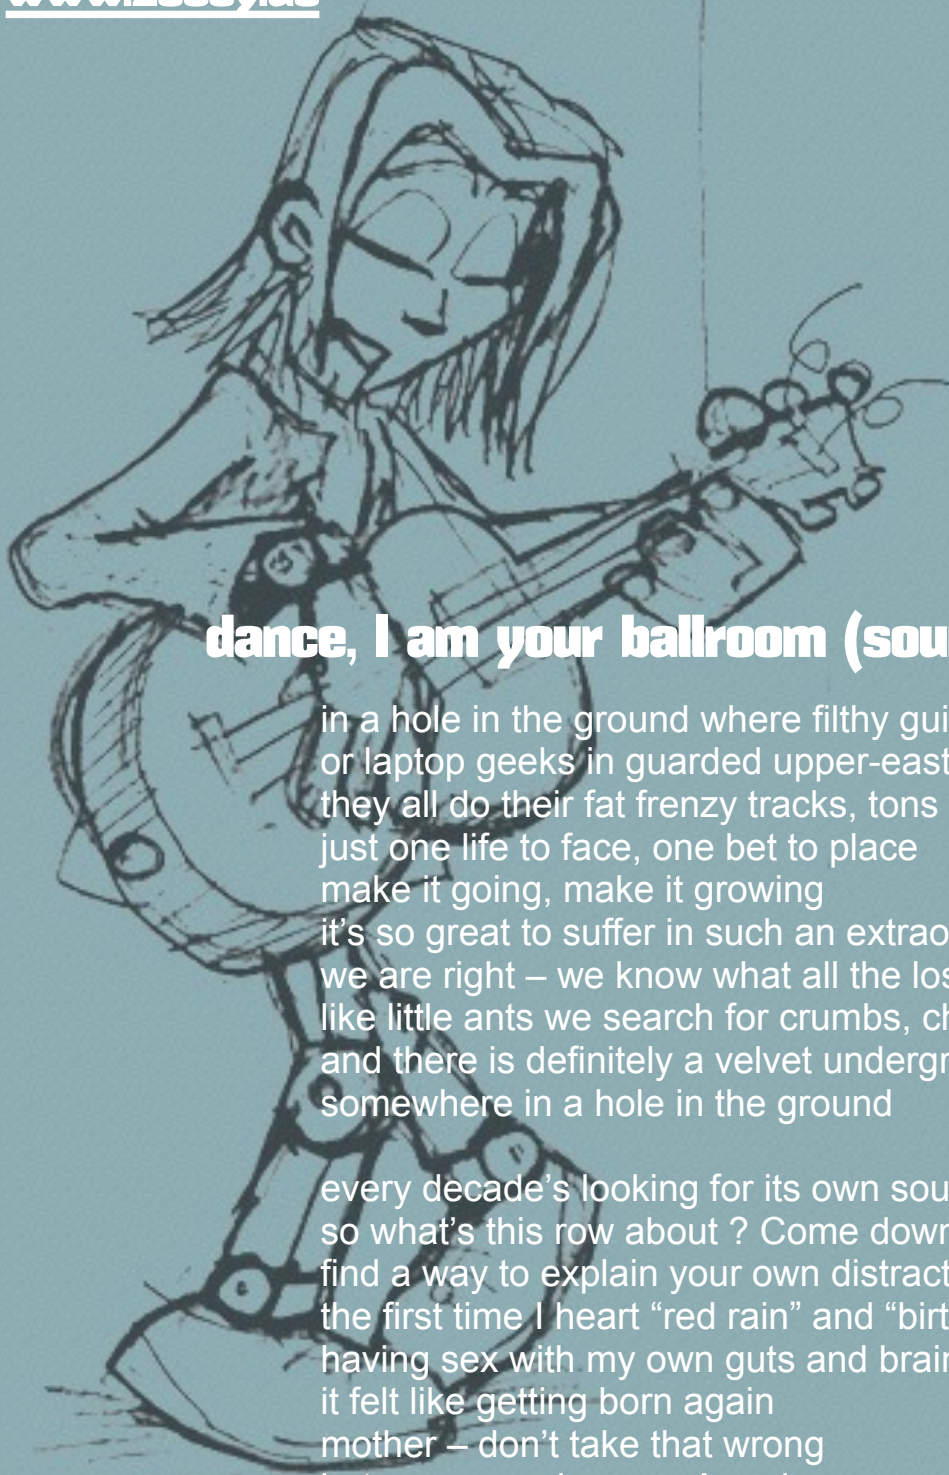 dance, I am your ballroom (sou
in a hole in the ground where filthy gui
or laptop geeks in guarded upper-east
they all do their fat frenzy tracks, tons
just one life to face, one bet to place
make it going, make it growing
it's so great to suffer in such an extrao
we are right – we know what all the los
like little ants we search for crumbs, ch
and there is definitely a velvet undergr
somewhere in a hole in the ground
every decade's looking for its own sou
so what's this row about ? Come down
find a way to explain your own distract
the first time I heart “red rain” and “birt
having sex with my own guts and brain
it felt like getting born again
mother – don't take that wrong